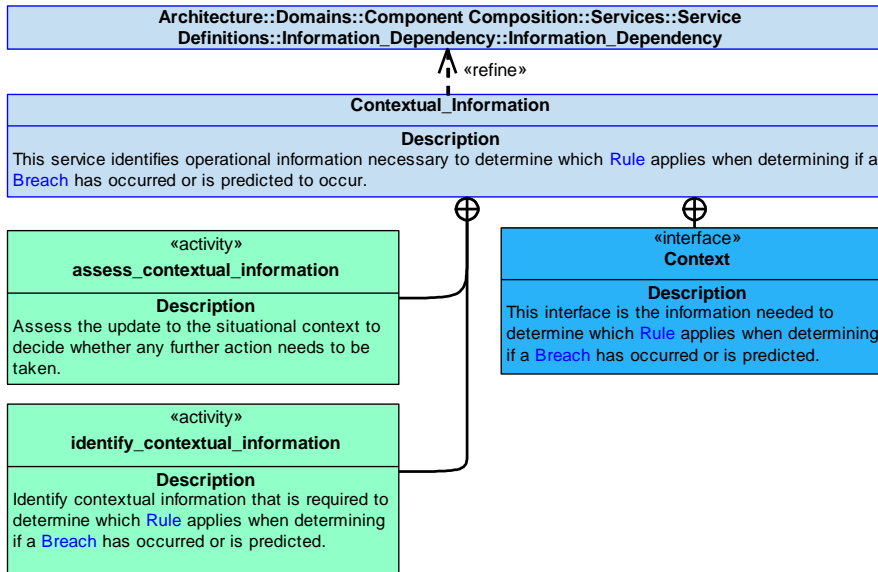 Architecture::Domains::Component Composition::Services::Service
Definitions::Information_Dependency::Information_Dependency
«refine»
Contextual_Information
Description
This service identifies operational information necessary to determine which Rule applies when determining if a
Breach has occurred or is predicted to occur.
«activity»
assess_contextual_information
Description
Assess the update to the situational context to
decide whether any further action needs to be
taken.
«interface»
Context
Description
This interface is the information needed to
determine which Rule applies when determining
if a Breach has occurred or is predicted.
«activity»
identify_contextual_information
Description
Identify contextual information that is required to
determine which Rule applies when determining
if a Breach has occurred or is predicted.